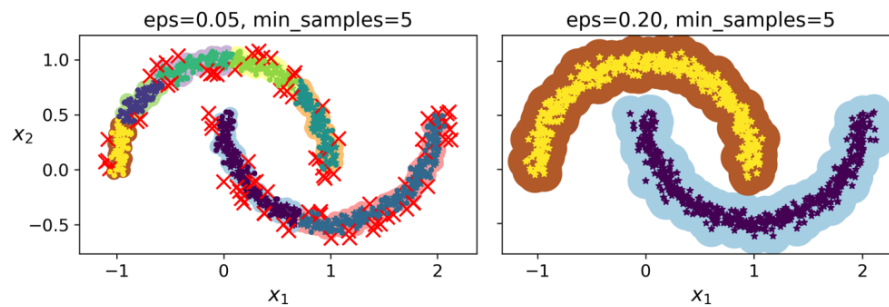 eps=0.05, min_samples=5
eps=0.20, min_samples=5
1.0
0.5
0.0
−0.5
x₂
−1
0
1
2
−1
0
1
2
x₁
x₁